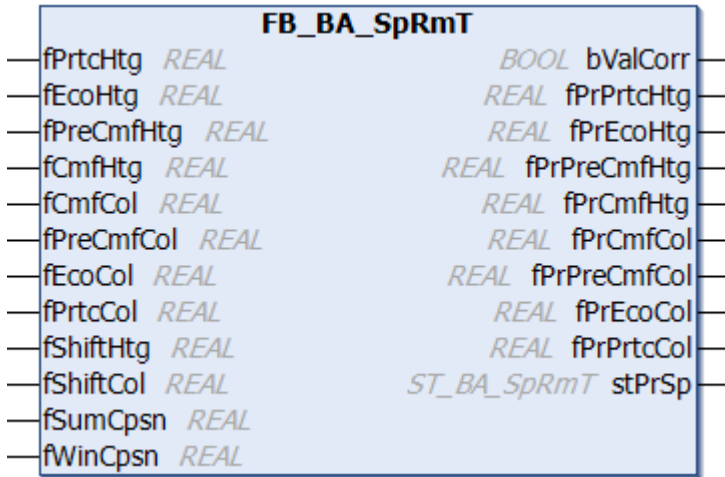 FB_BA_SpRmT
fPrtcHtg REAL BOOL bValCorr
fEcoHtg REAL REAL fPrPrtcHtg
fPreCmfHtg REAL REAL fPrEcoHtg
fCmfHtg REAL REAL fPrPreCmfHtg
fCmfCol REAL REAL fPrCmfHtg
fPreCmfCol REAL REAL fPrCmfCol
fEcoCol REAL REAL fPrPreCmfCol
fPrtcCol REAL REAL fPrEcoCol
fShiftHtg REAL REAL fPrPrtcCol
fShiftCol REAL ST_BA_SpRmT stPrSp
fSumCpsn REAL
fWinCpsn REAL